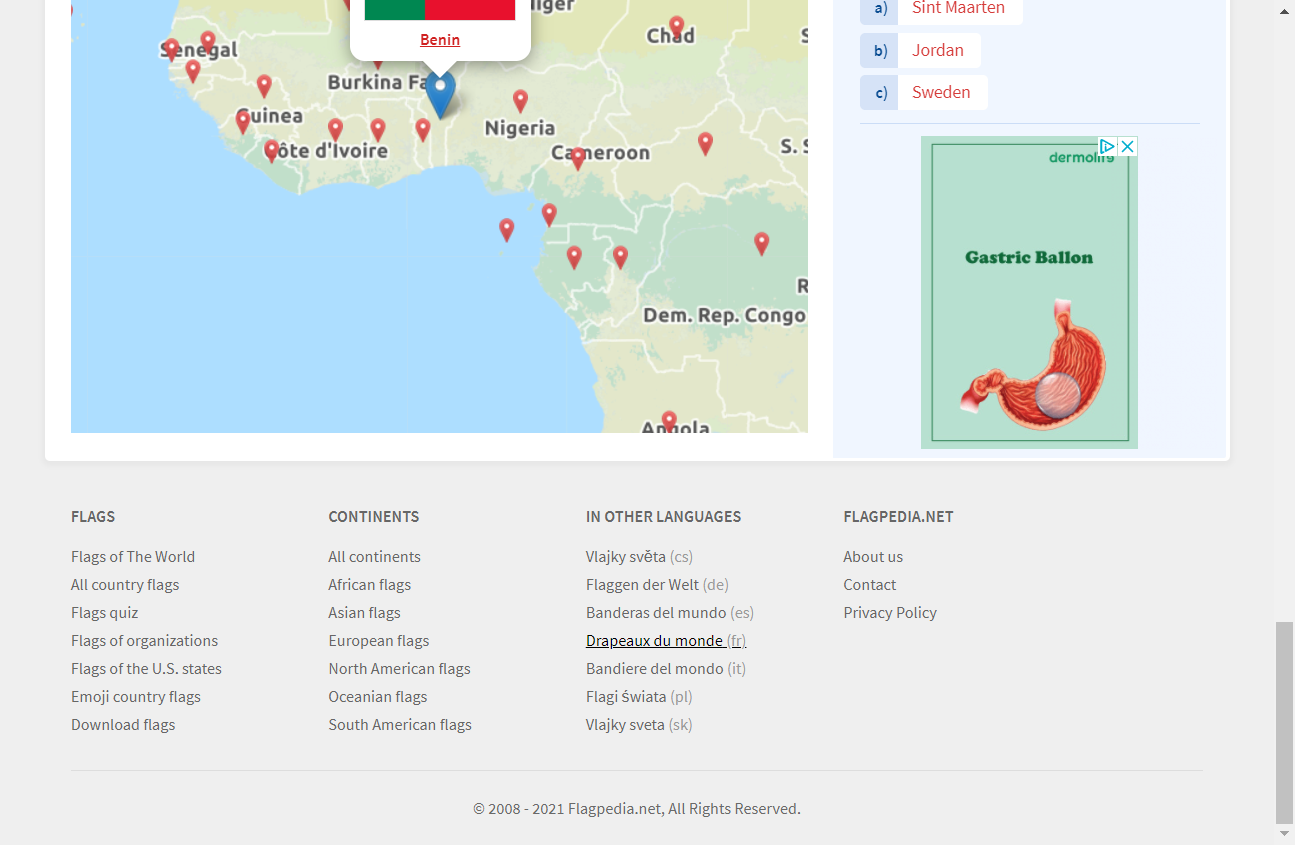 Benin
Chad
Senegal
Burkina Fa
Guinea
Nigeria
Côte d'Ivoire
Cameroon
S. S
R
Dem. Rep. Congo
Angola
a) Sint Maarten
b) Jordan
c) Sweden
Gastric Ballon
FLAGS
Flags of The World
All country flags
Flags quiz
Flags of organizations
Flags of the U.S. states
Emoji country flags
Download flags
CONTINENTS
All continents
African flags
Asian flags
European flags
North American flags
Oceanian flags
South American flags
IN OTHER LANGUAGES
Vlajky světa (cs)
Flaggen der Welt (de)
Banderas del mundo (es)
Drapeaux du monde (fr)
Bandiere del mondo (it)
Flagi świata (pl)
Vlajky sveta (sk)
FLAGPEDIA.NET
About us
Contact
Privacy Policy
© 2008 - 2021 Flagpedia.net, All Rights Reserved.